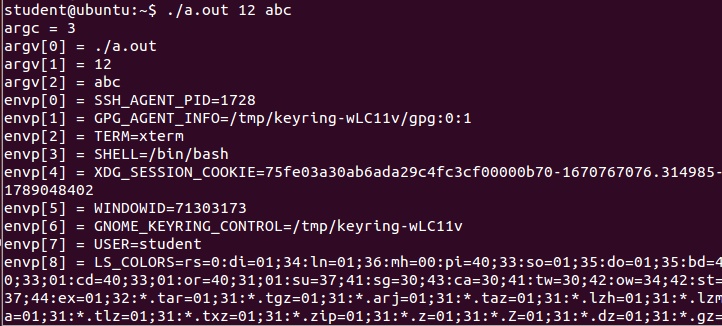 student@ubuntu:~$ ./a.out 12 abc
argc = 3
argv[0] = ./a.out
argv[1] = 12
argv[2] = abc
envp[0] = SSH_AGENT_PID=1728
envp[1] = GPG_AGENT_INFO=/tmp/keyring-wLC11v/gpg:0:1
envp[2] = TERM=xterm
envp[3] = SHELL=/bin/bash
envp[4] = XDG_SESSION_COOKIE=75fe03a30ab6ada29c4fc3cf00000b70-1670767076.314985-
1789048402
envp[5] = WINDOWID=71303173
envp[6] = GNOME_KEYRING_CONTROL=/tmp/keyring-wLC11v
envp[7] = USER=student
envp[8] = LS_COLORS=rs=0:di=01;34:ln=01;36:mh=00:pi=40;33:so=01;35:do=01;35:bd=4
0;33;01:cd=40;33;01:or=40;31;01:su=37;41:sg=30;43:ca=30;41:tw=30;42:ow=34;42:st=
37;44:ex=01;32:*.tar=01;31:*.tgz=01;31:*.arj=01;31:*.taz=01;31:*.lzh=01;31:*.lzm
a=01;31:*.tlz=01;31:*.txz=01;31:*.zip=01;31:*.z=01;31:*.Z=01;31:*.dz=01;31:*.gz=